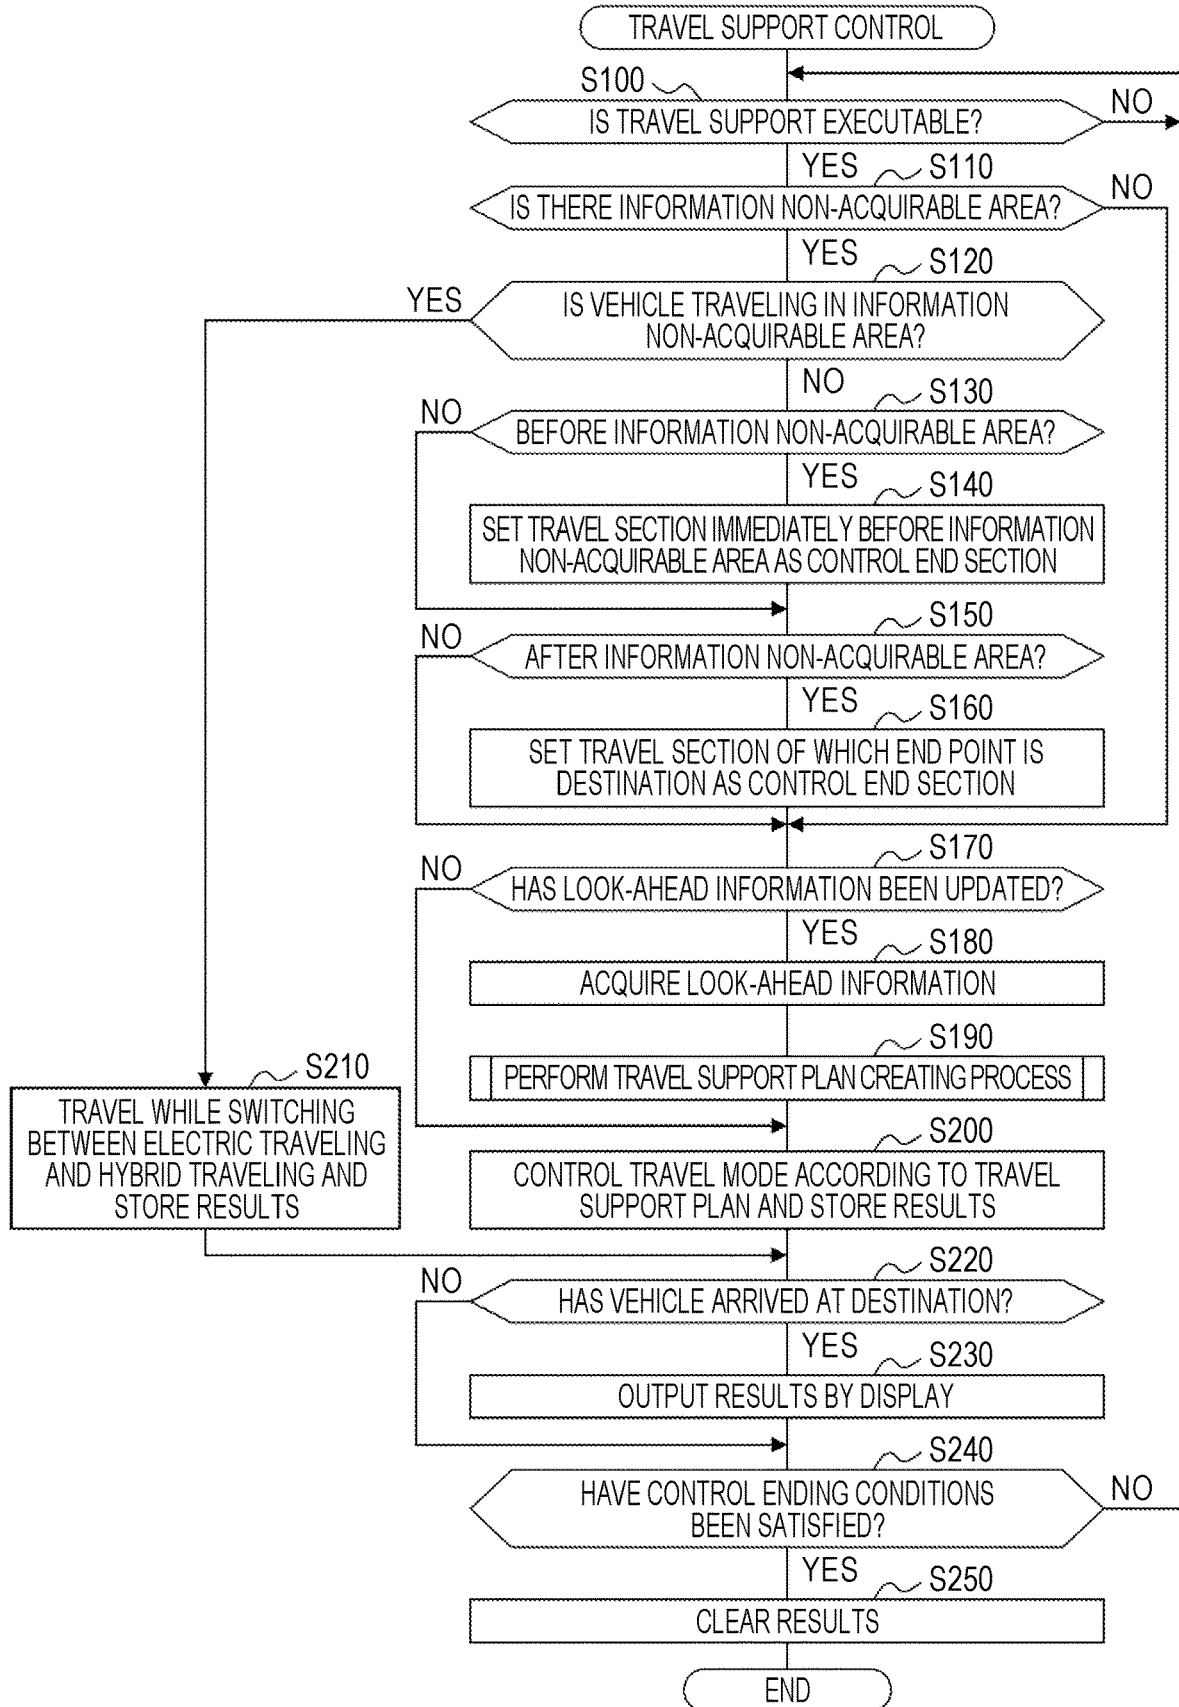 TRAVEL SUPPORT CONTROL
S100
IS TRAVEL SUPPORT EXECUTABLE?
NO
YES
S110
IS THERE INFORMATION NON-ACQUIRABLE AREA?
NO
YES
S120
YES
IS VEHICLE TRAVELING IN INFORMATION
NON-ACQUIRABLE AREA?
NO
S130
NO
BEFORE INFORMATION NON-ACQUIRABLE AREA?
YES
S140
SET TRAVEL SECTION IMMEDIATELY BEFORE INFORMATION
NON-ACQUIRABLE AREA AS CONTROL END SECTION
S150
NO
AFTER INFORMATION NON-ACQUIRABLE AREA?
YES
S160
SET TRAVEL SECTION OF WHICH END POINT IS
DESTINATION AS CONTROL END SECTION
S170
NO
HAS LOOK-AHEAD INFORMATION BEEN UPDATED?
YES
S180
ACQUIRE LOOK-AHEAD INFORMATION
S190
PERFORM TRAVEL SUPPORT PLAN CREATING PROCESS
S210
TRAVEL WHILE SWITCHING
BETWEEN ELECTRIC TRAVELING
AND HYBRID TRAVELING AND
STORE RESULTS
S200
CONTROL TRAVEL MODE ACCORDING TO TRAVEL
SUPPORT PLAN AND STORE RESULTS
S220
NO
HAS VEHICLE ARRIVED AT DESTINATION?
YES
S230
OUTPUT RESULTS BY DISPLAY
S240
HAVE CONTROL ENDING CONDITIONS
BEEN SATISFIED?
NO
YES
S250
CLEAR RESULTS
END